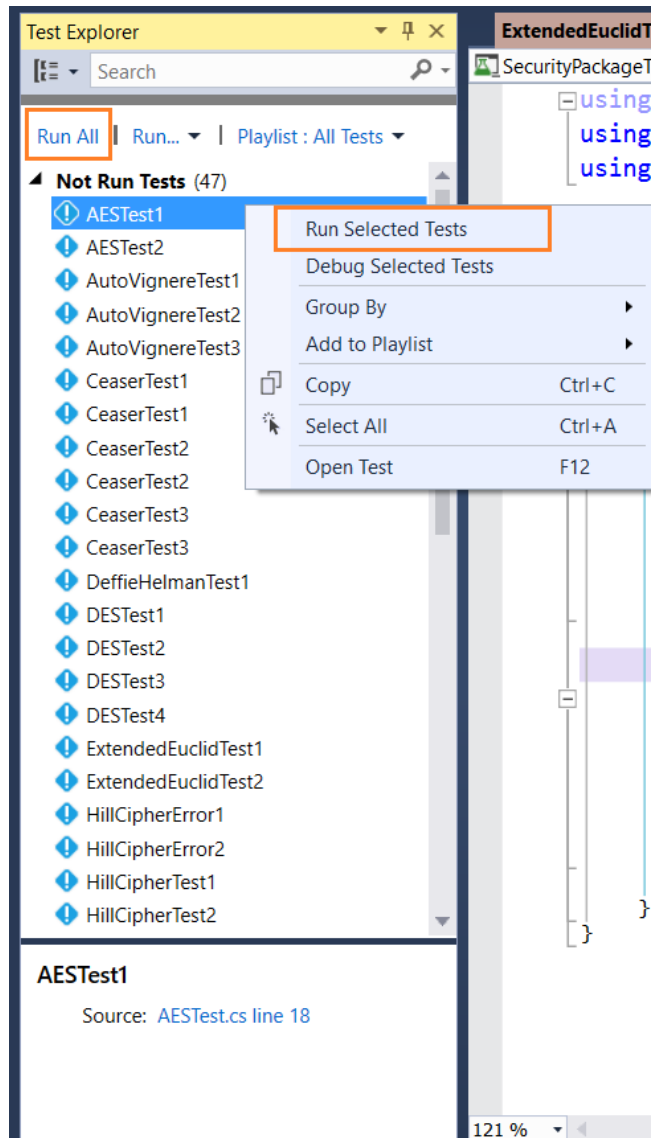 Test Explorer
Search
Run All | Run... | Playlist : All Tests
Not Run Tests (47)
AESTest1
AESTest2
AutoVignereTest1
AutoVignereTest2
AutoVignereTest3
CeaserTest1
CeaserTest1
CeaserTest2
CeaserTest2
CeaserTest3
CeaserTest3
DeffieHelmanTest1
DESTest1
DESTest2
DESTest3
DESTest4
ExtendedEuclidTest1
ExtendedEuclidTest2
HillCipherError1
HillCipherError2
HillCipherTest1
HillCipherTest2
Run Selected Tests
Debug Selected Tests
Group By
Add to Playlist
Copy Ctrl+C
Select All Ctrl+A
Open Test F12
AESTest1
Source: AESTest.cs line 18
ExtendedEuclidT
SecurityPackageT
using
using
using
}
}
121 %